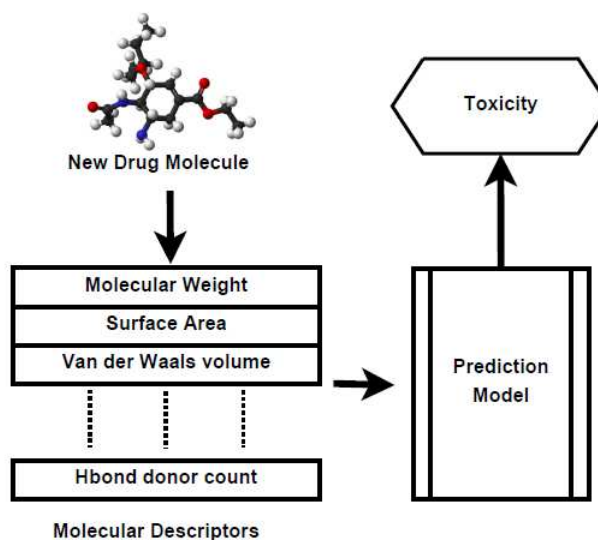 New Drug Molecule
Molecular Weight
Surface Area
Van der Waals volume
Hbond donor count
Molecular Descriptors
Prediction
Model
Toxicity